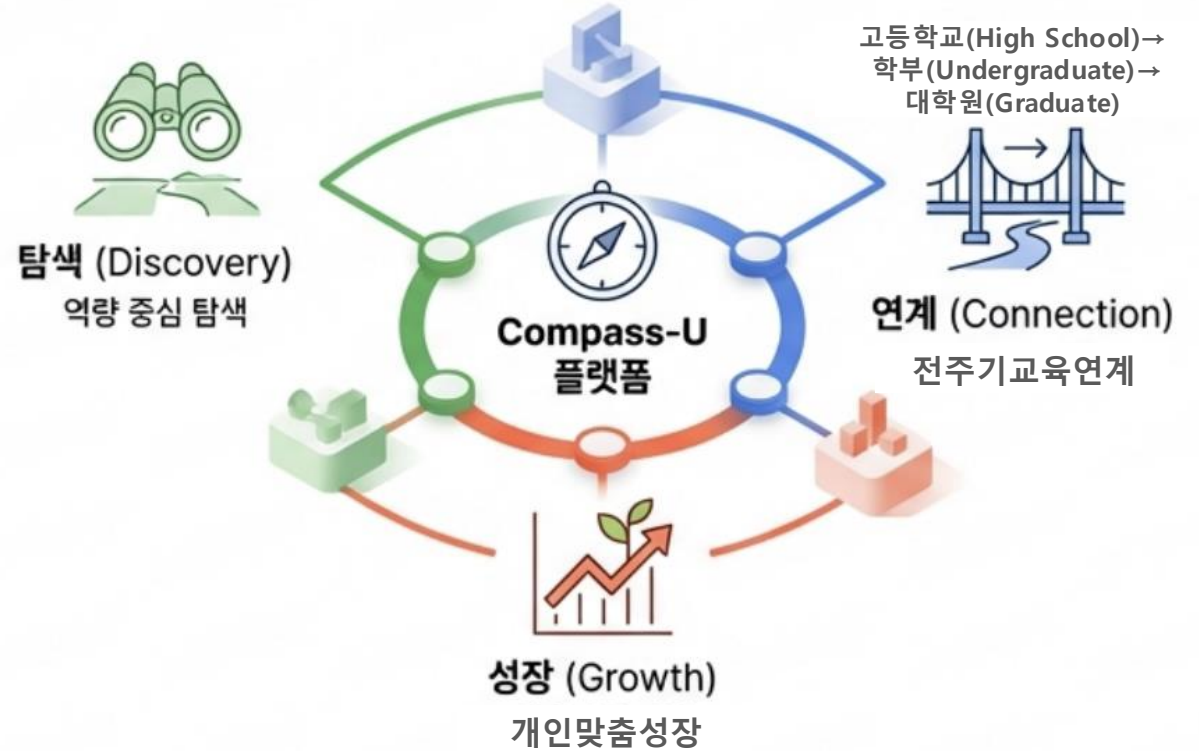 고등학교(High School)→
학부(Undergraduate)→
대학원(Graduate)
탐색 (Discovery)
역량 중심 탐색
Compass-U
플랫폼
연계 (Connection)
전주기교육연계
성장 (Growth)
개인맞춤성장